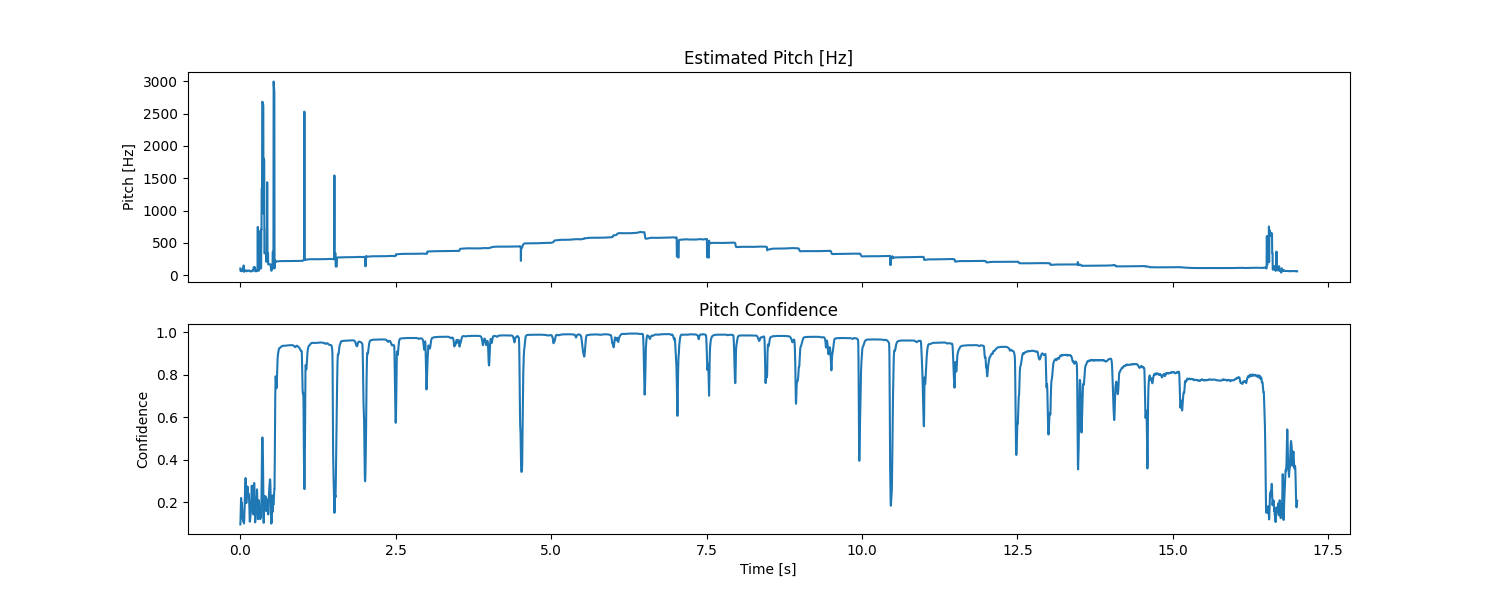 Estimated Pitch [Hz]
Pitch [Hz]
3000
2500
2000
1500
1000
500
0
Pitch Confidence
Confidence
1.0
0.8
0.6
0.4
0.2
0.0 2.5 5.0 7.5 10.0 12.5 15.0 17.5
Time [s]